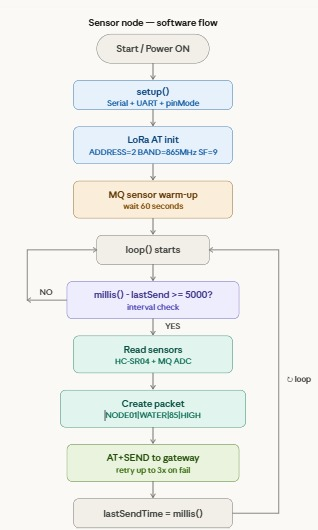 Sensor node — software flow
Start / Power ON
setup()
Serial + UART + pinMode
LoRa AT init
ADDRESS=2 BAND=865MHz SF=9
MQ sensor warm-up
wait 60 seconds
loop() starts
NO
millis() - lastSend >= 5000?
interval check
YES
Read sensors
HC-SR04 + MQ ADC
↻ loop
Create packet
NODE01|WATER|85|HIGH
AT+SEND to gateway
retry up to 3x on fail
lastSendTime = millis()